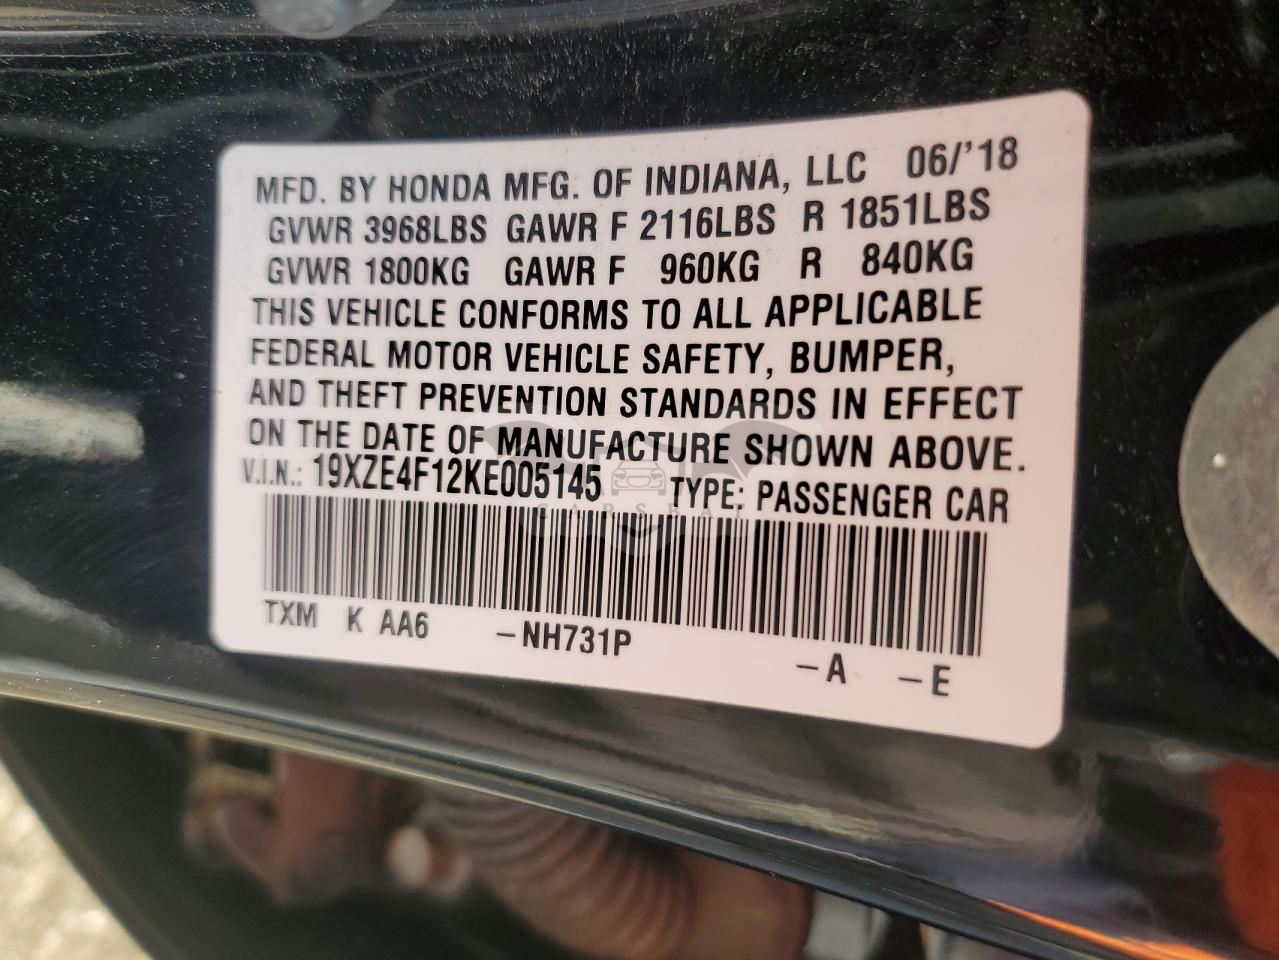 MFD. BY HONDA MFG. OF INDIANA, LLC 06/'18
GVWR 3968LBS GAWR F 2116LBS R 1851LBS
GVWR 1800KG GAWR F 960KG R 840KG
THIS VEHICLE CONFORMS TO ALL APPLICABLE
FEDERAL MOTOR VEHICLE SAFETY, BUMPER,
AND THEFT PREVENTION STANDARDS IN EFFECT
ON THE DATE OF MANUFACTURE SHOWN ABOVE.
V.I.N.: 19XZE4F12KE005145 TYPE: PASSENGER CAR
TXM K AA6 –NH731P –A –E